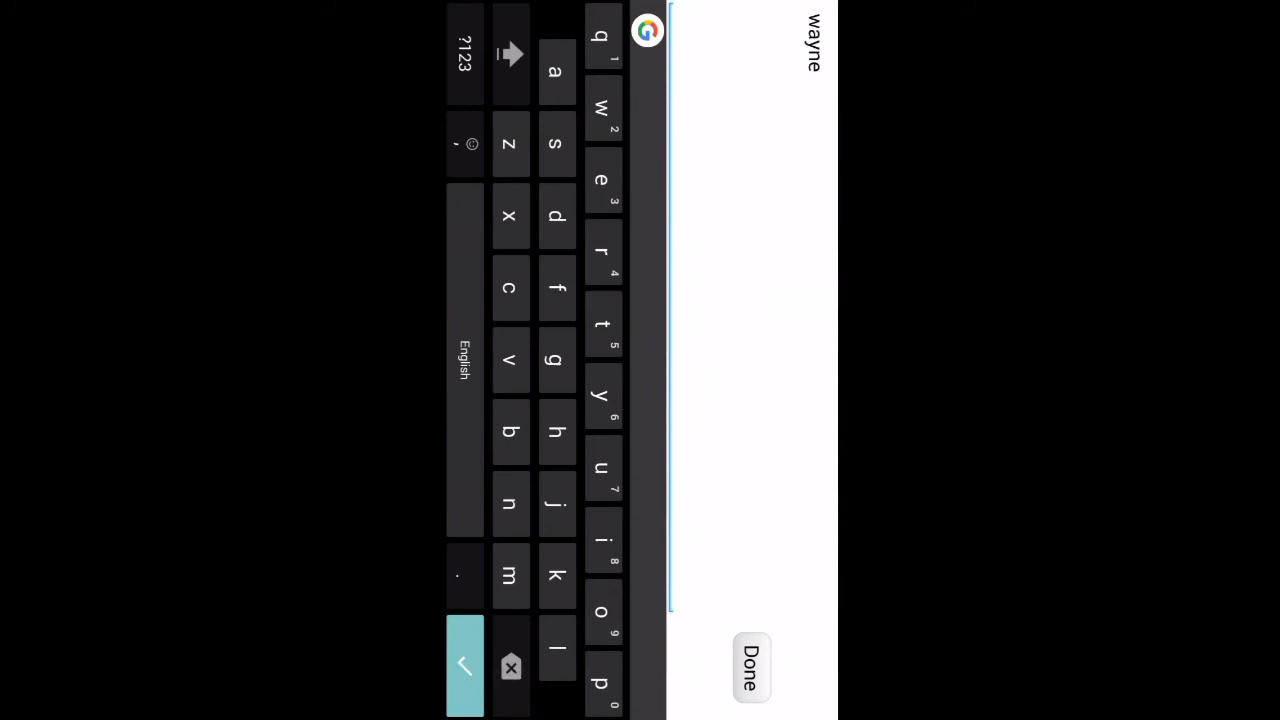 wayne
Done
q 1 w 2 e 3 r 4 t 5 y 6 u 7 i 8 o 9 p 0
a s d f g h j k l
z x c v b n m
?123 , English .